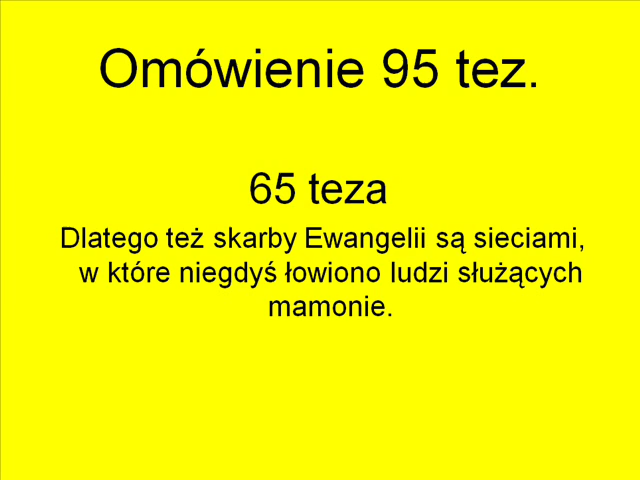 Omówienie 95 tez.
65 teza
Dlatego też skarby Ewangelii są sieciami,
w które niegdyś łowiono ludzi służących
mamonie.